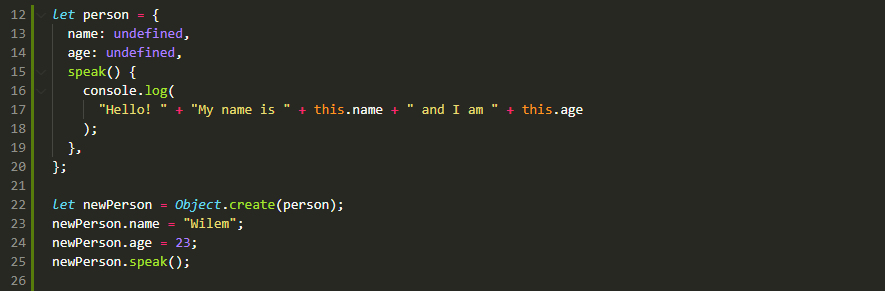 12 let person = {
13   name: undefined,
14   age: undefined,
15   speak() {
16     console.log(
17       "Hello! " + "My name is " + this.name + " and I am " + this.age
18     );
19   },
20 };
21
22 let newPerson = Object.create(person);
23 newPerson.name = "Wilem";
24 newPerson.age = 23;
25 newPerson.speak();
26